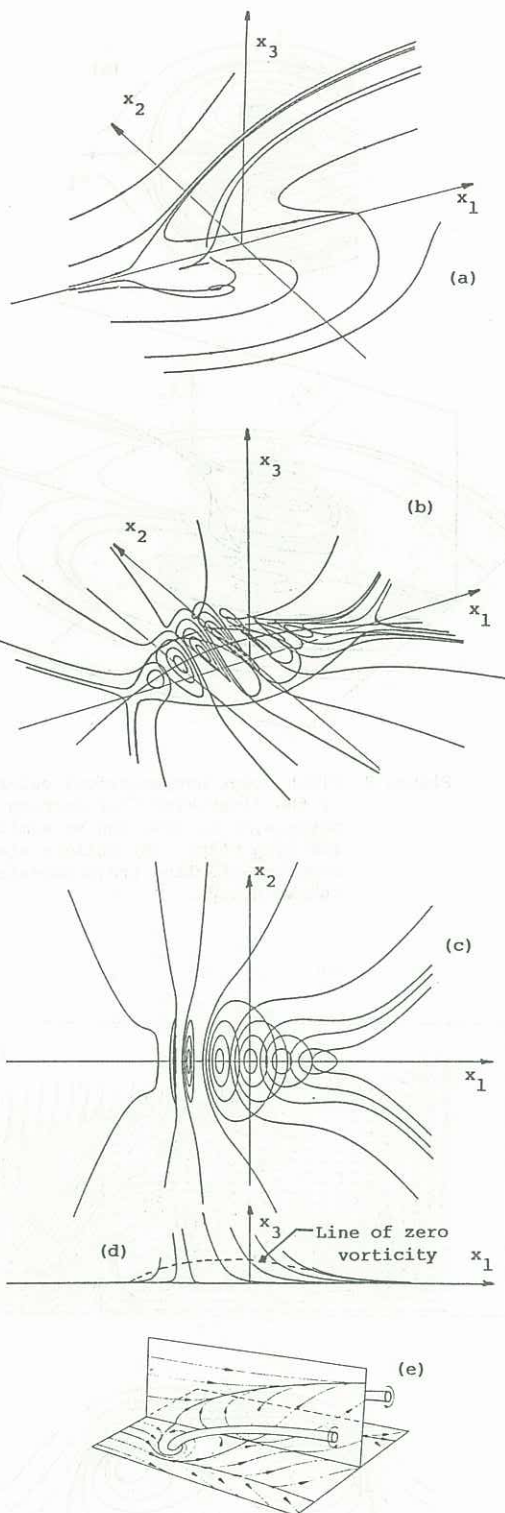 x3
x2
x1
(a)
x3
(b)
x2
x1
x2
(c)
x1
(d)
x3
Line of zero
vorticity
x1
(e)